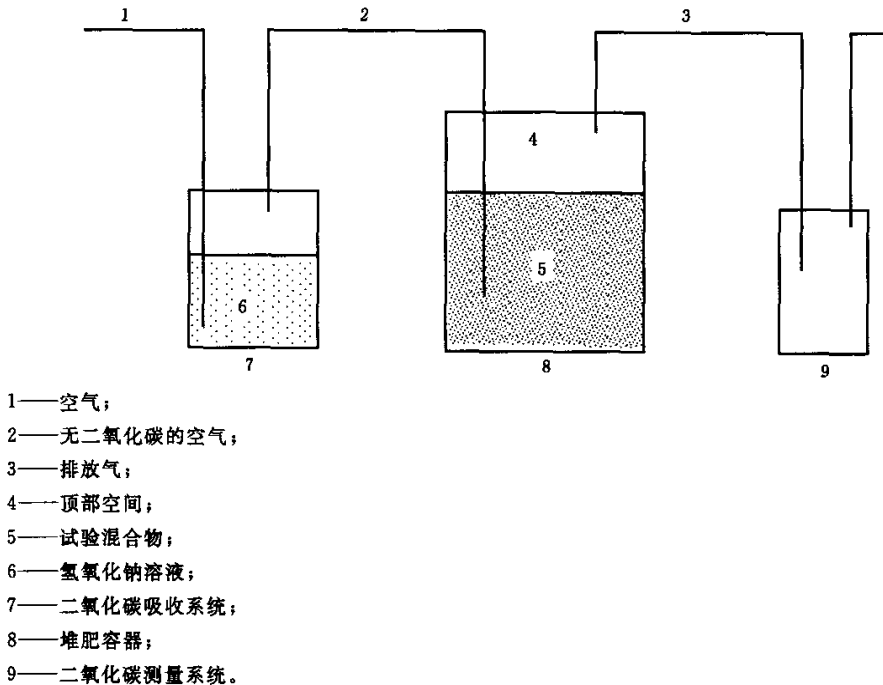 1
2
3
4
5
6
7
8
9
1——空气;
2——无二氧化碳的空气;
3——排放气;
4——顶部空间;
5——试验混合物;
6——氢氧化钠溶液;
7——二氧化碳吸收系统;
8——堆肥容器;
9——二氧化碳测量系统。